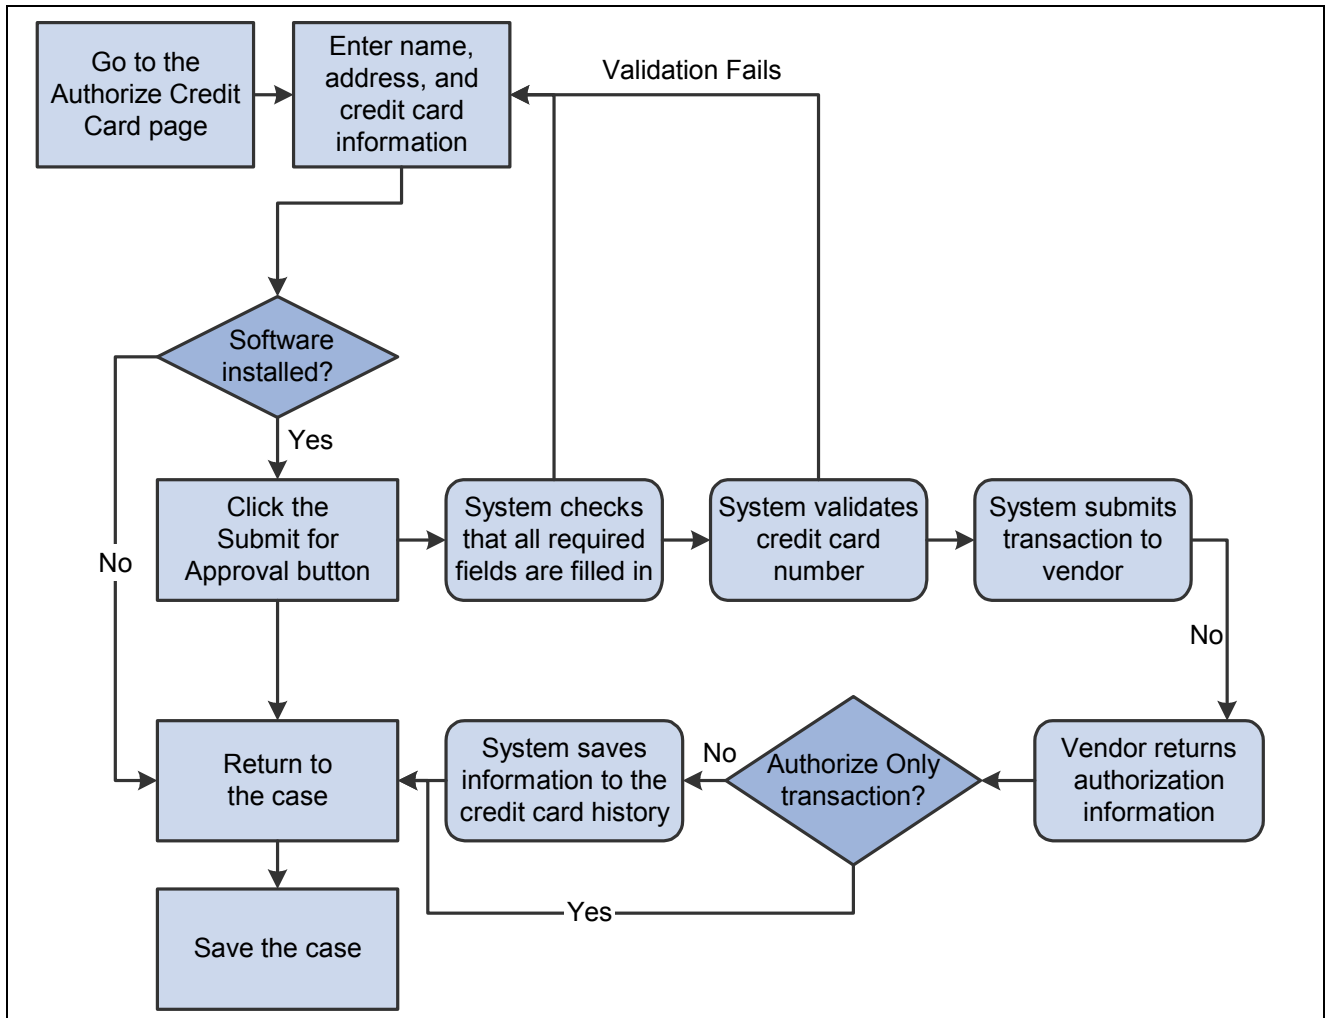 Go to the
Authorize Credit
Card page
Enter name,
address, and
credit card
information
Validation Fails
Software
installed?
Yes
No
Click the
Submit for
Approval button
System checks
that all required
fields are filled in
System validates
credit card
number
System submits
transaction to
vendor
No
Vendor returns
authorization
information
Authorize Only
transaction?
No
Yes
System saves
information to the
credit card history
Return to
the case
Save the case